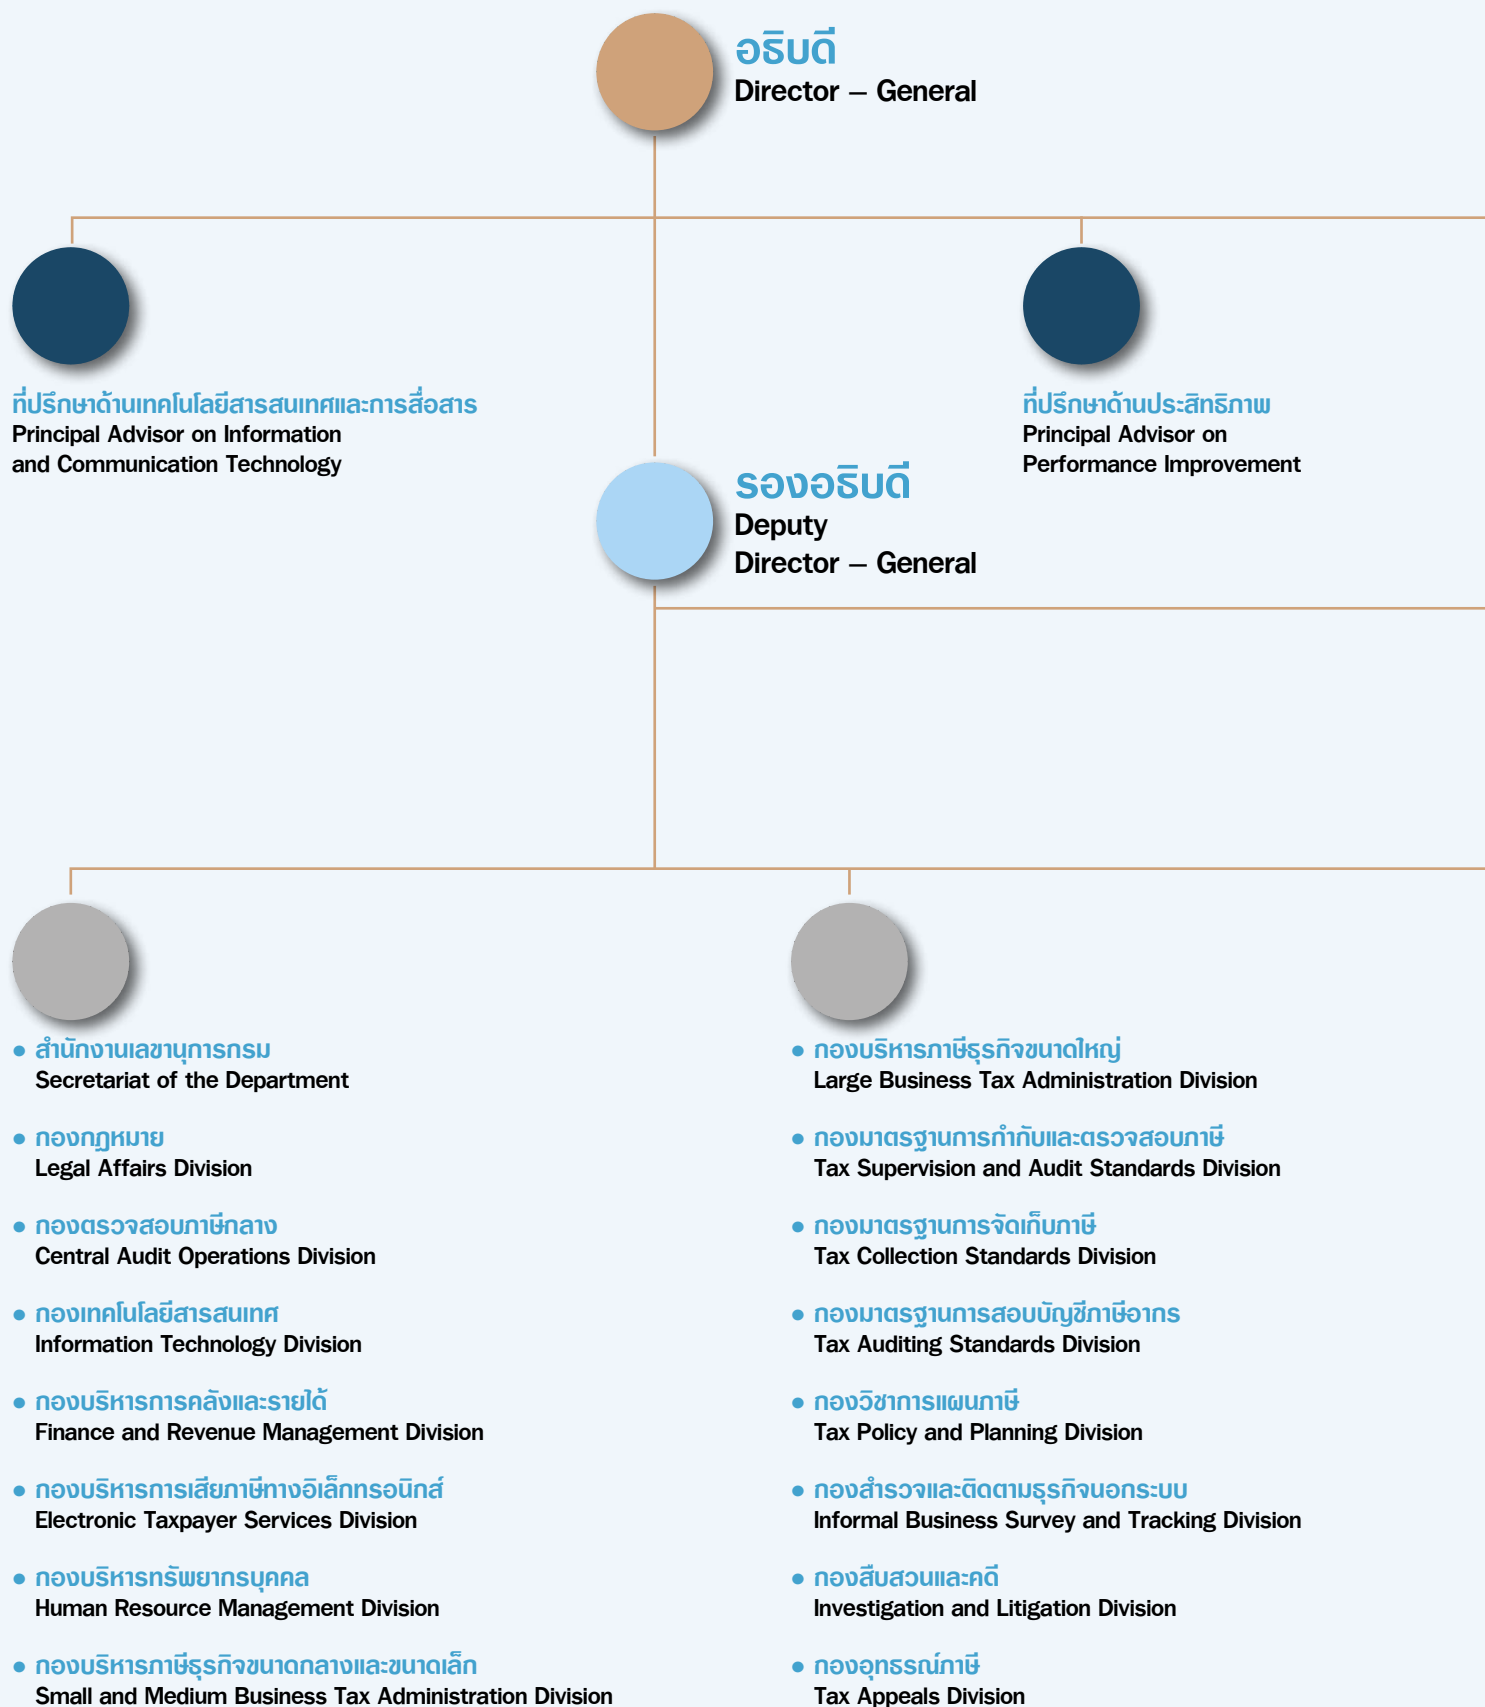 อธิบดี
Director – General
ที่ปรึกษาด้านเทคโนโลยีสารสนเทศและการสื่อสาร
Principal Advisor on Information
and Communication Technology
ที่ปรึกษาด้านประสิทธิภาพ
Principal Advisor on
Performance Improvement
รองอธิบดี
Deputy
Director – General
• สำนักงานเลขานุการกรม
Secretariat of the Department
• กองกฎหมาย
Legal Affairs Division
• กองตรวจสอบภาษีกลาง
Central Audit Operations Division
• กองเทคโนโลยีสารสนเทศ
Information Technology Division
• กองบริหารการคลังและรายได้
Finance and Revenue Management Division
• กองบริหารการเสียภาษีทางอิเล็กทรอนิกส์
Electronic Taxpayer Services Division
• กองบริหารทรัพยากรบุคคล
Human Resource Management Division
• กองบริหารภาษีธุรกิจขนาดกลางและขนาดเล็ก
Small and Medium Business Tax Administration Division
• กองบริหารภาษีธุรกิจขนาดใหญ่
Large Business Tax Administration Division
• กองมาตรฐานการกำกับและตรวจสอบภาษี
Tax Supervision and Audit Standards Division
• กองมาตรฐานการจัดเก็บภาษี
Tax Collection Standards Division
• กองมาตรฐานการสอบบัญชีภาษีอากร
Tax Auditing Standards Division
• กองวิชาการแผนภาษี
Tax Policy and Planning Division
• กองสำรวจและติดตามธุรกิจนอกระบบ
Informal Business Survey and Tracking Division
• กองสืบสวนและคดี
Investigation and Litigation Division
• กองอุทธรณ์ภาษี
Tax Appeals Division